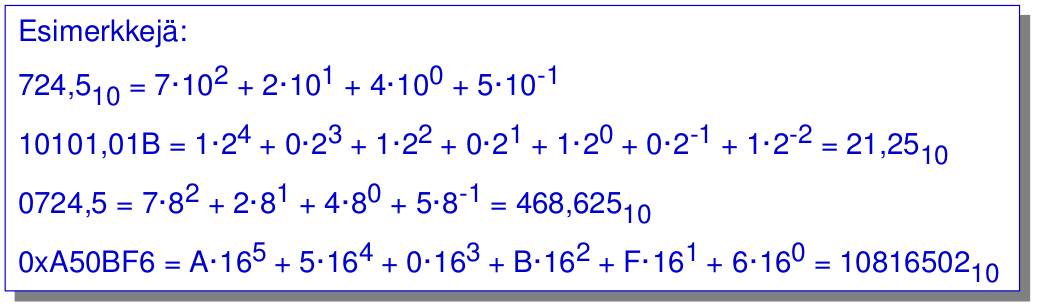 Esimerkkejä:
724,5₁₀ = 7·10² + 2·10¹ + 4·10⁰ + 5·10⁻¹
10101,01B = 1·2⁴ + 0·2³ + 1·2² + 0·2¹ + 1·2⁰ + 0·2⁻¹ + 1·2⁻² = 21,25₁₀
0724,5 = 7·8² + 2·8¹ + 4·8⁰ + 5·8⁻¹ = 468,625₁₀
0xA50BF6 = A·16⁵ + 5·16⁴ + 0·16³ + B·16² + F·16¹ + 6·16⁰ = 10816502₁₀